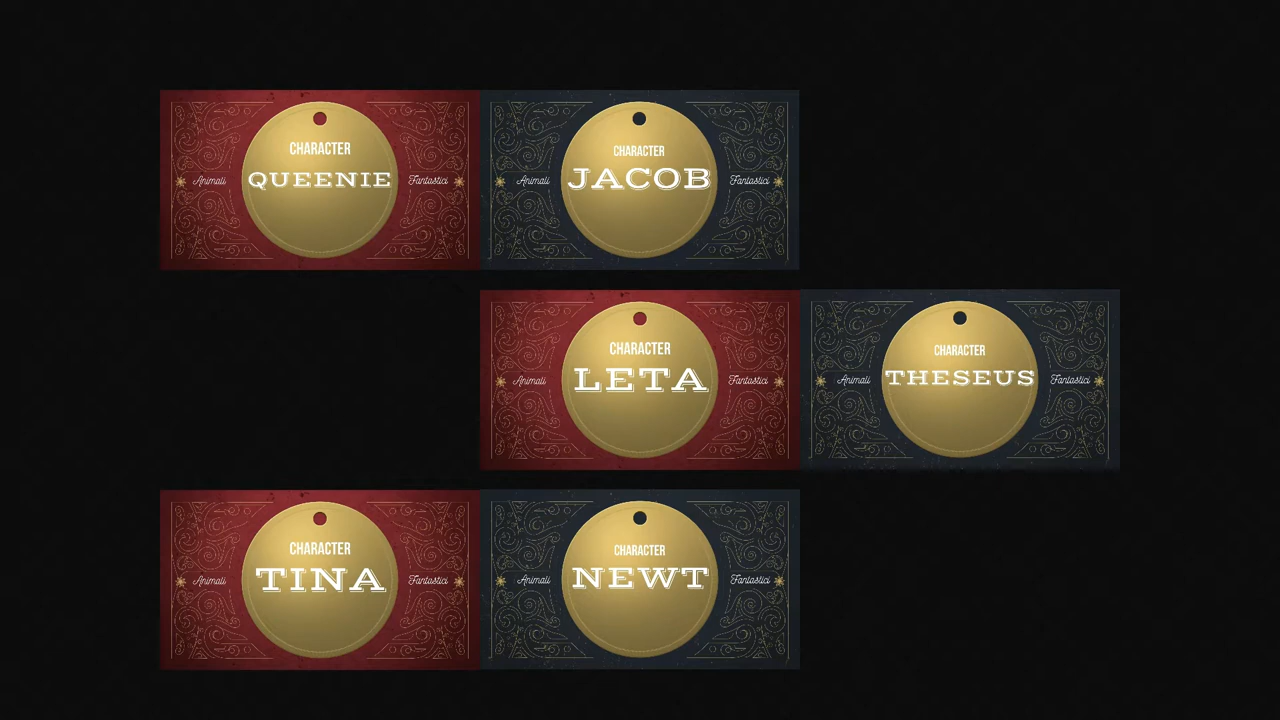 CHARACTER
QUEENIE
Animali Fantastici
CHARACTER
JACOB
Animali Fantastici
CHARACTER
LETA
Animali Fantastici
CHARACTER
THESEUS
Animali Fantastici
CHARACTER
TINA
Animali Fantastici
CHARACTER
NEWT
Animali Fantastici